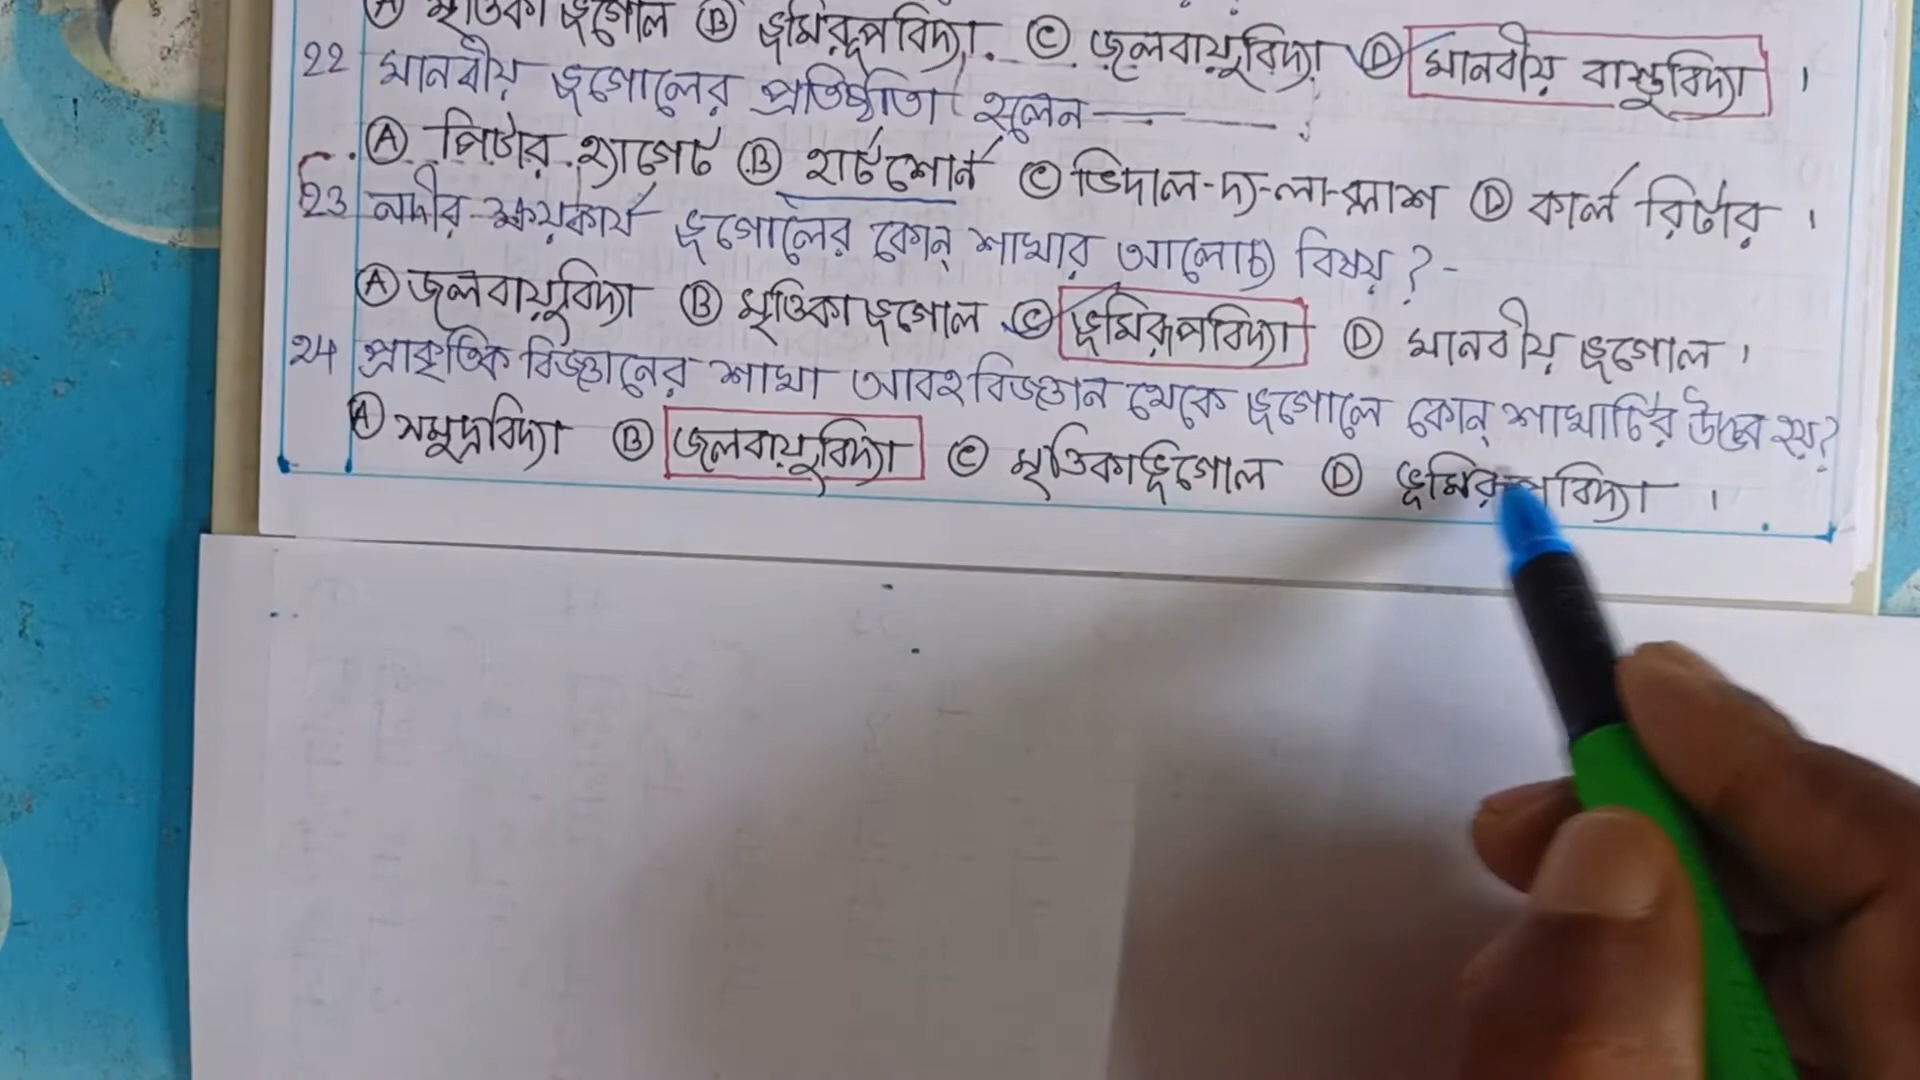 Ⓐ মৃত্তিকা ভূগোল Ⓑ ভূমিরূপবিদ্যা Ⓒ জলবায়ুবিদ্যা Ⓓ মানবীয় বাস্তুবিদ্যা ।
22 মানবীয় ভূগোলের প্রতিষ্ঠাতা হলেন
Ⓐ পিটার হ্যাগেট Ⓑ হার্টশোর্ন Ⓒ ভিদাল-দ্য-লা-ব্লাশ Ⓓ কার্ল রিটার ।
23 নদীর ক্ষয়কার্য ভূগোলের কোন্ শাখার আলোচ্য বিষয় ? -
Ⓐ জলবায়ুবিদ্যা Ⓑ মৃত্তিকা ভূগোল Ⓒ ভূমিরূপবিদ্যা Ⓓ মানবীয় ভূগোল ।
24 প্রাকৃতিক বিজ্ঞানের শাখা আবহবিজ্ঞান থেকে ভূগোলে কোন্ শাখাটির উদ্ভব হয়?
Ⓐ সমুদ্রবিদ্যা Ⓑ জলবায়ুবিদ্যা Ⓒ মৃত্তিকাভূগোল Ⓓ ভূমিরূপবিদ্যা ।